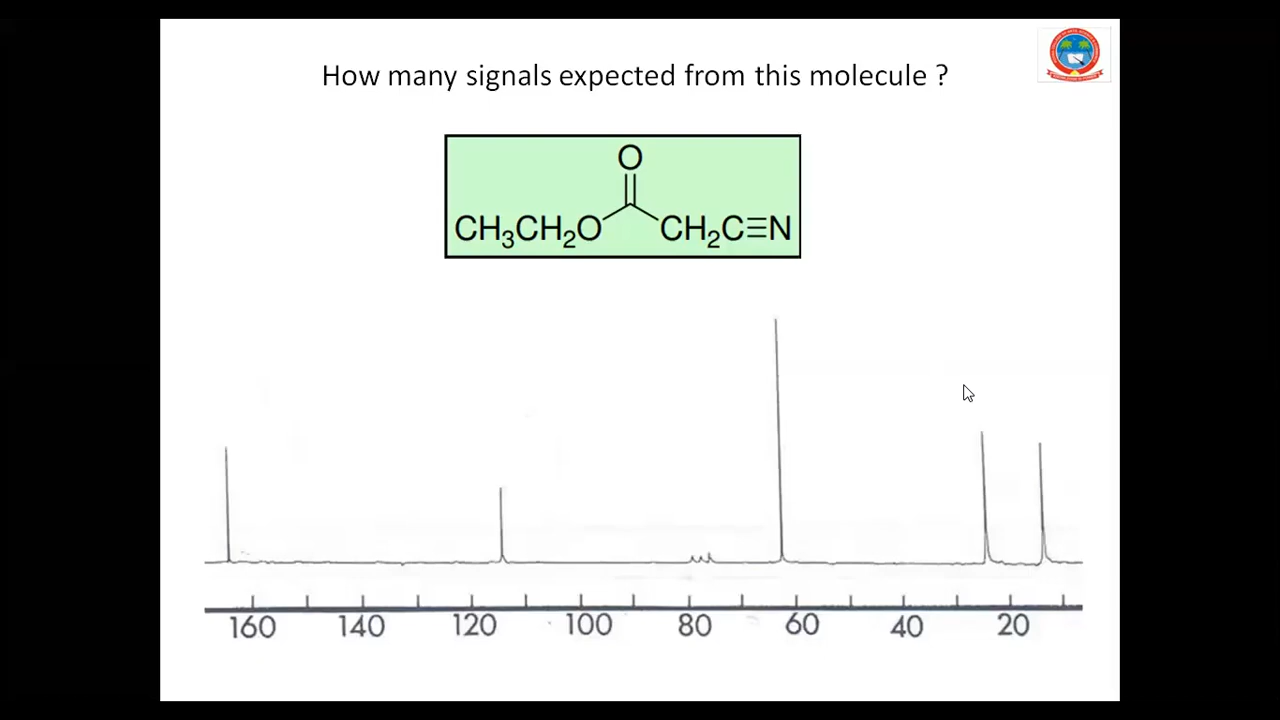 How many signals expected from this molecule ?
O
CH₃CH₂O CH₂C≡N
160 140 120 100 80 60 40 20